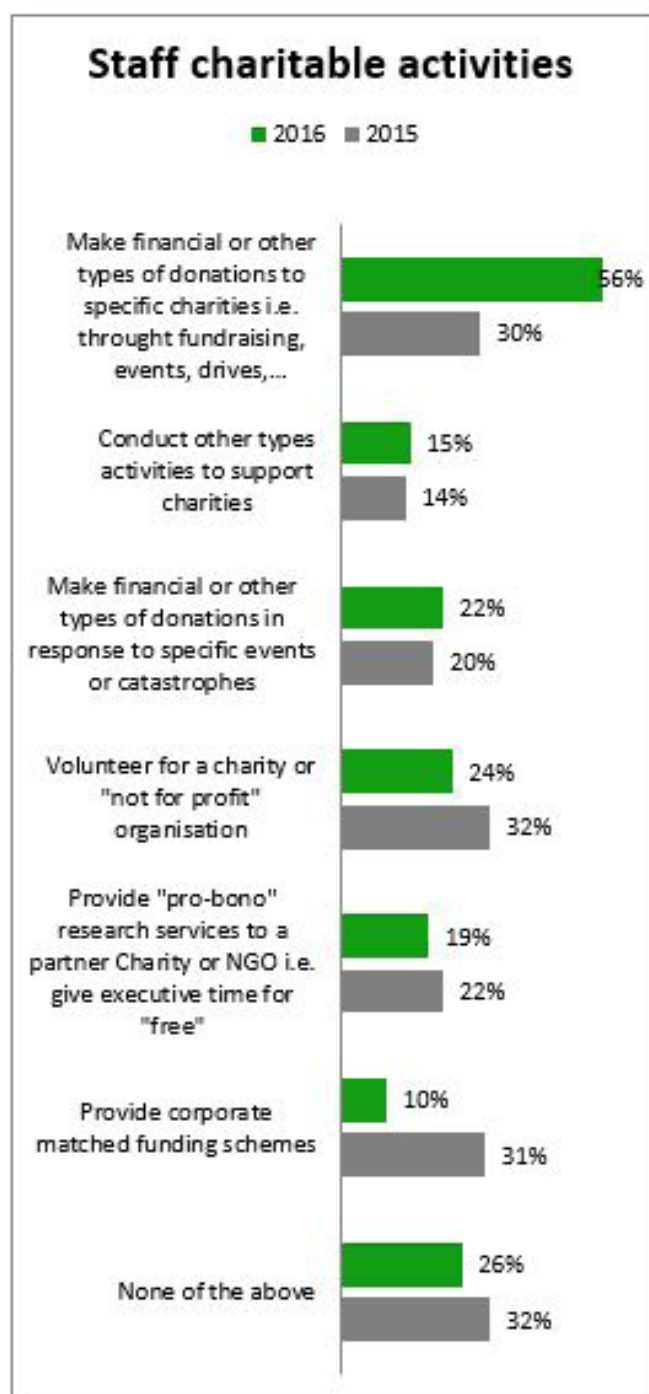 Staff charitable activities
2016 2015
Make financial or other
types of donations to
specific charities i.e.
throught fundraising,
events, drives,...
56%
30%
Conduct other types
activities to support
charities
15%
14%
Make financial or other
types of donations in
response to specific events
or catastrophes
22%
20%
Volunteer for a charity or
"not for profit"
organisation
24%
32%
Provide "pro-bono"
research services to a
partner Charity or NGO i.e.
give executive time for
"free"
19%
22%
Provide corporate
matched funding schemes
10%
31%
None of the above
26%
32%